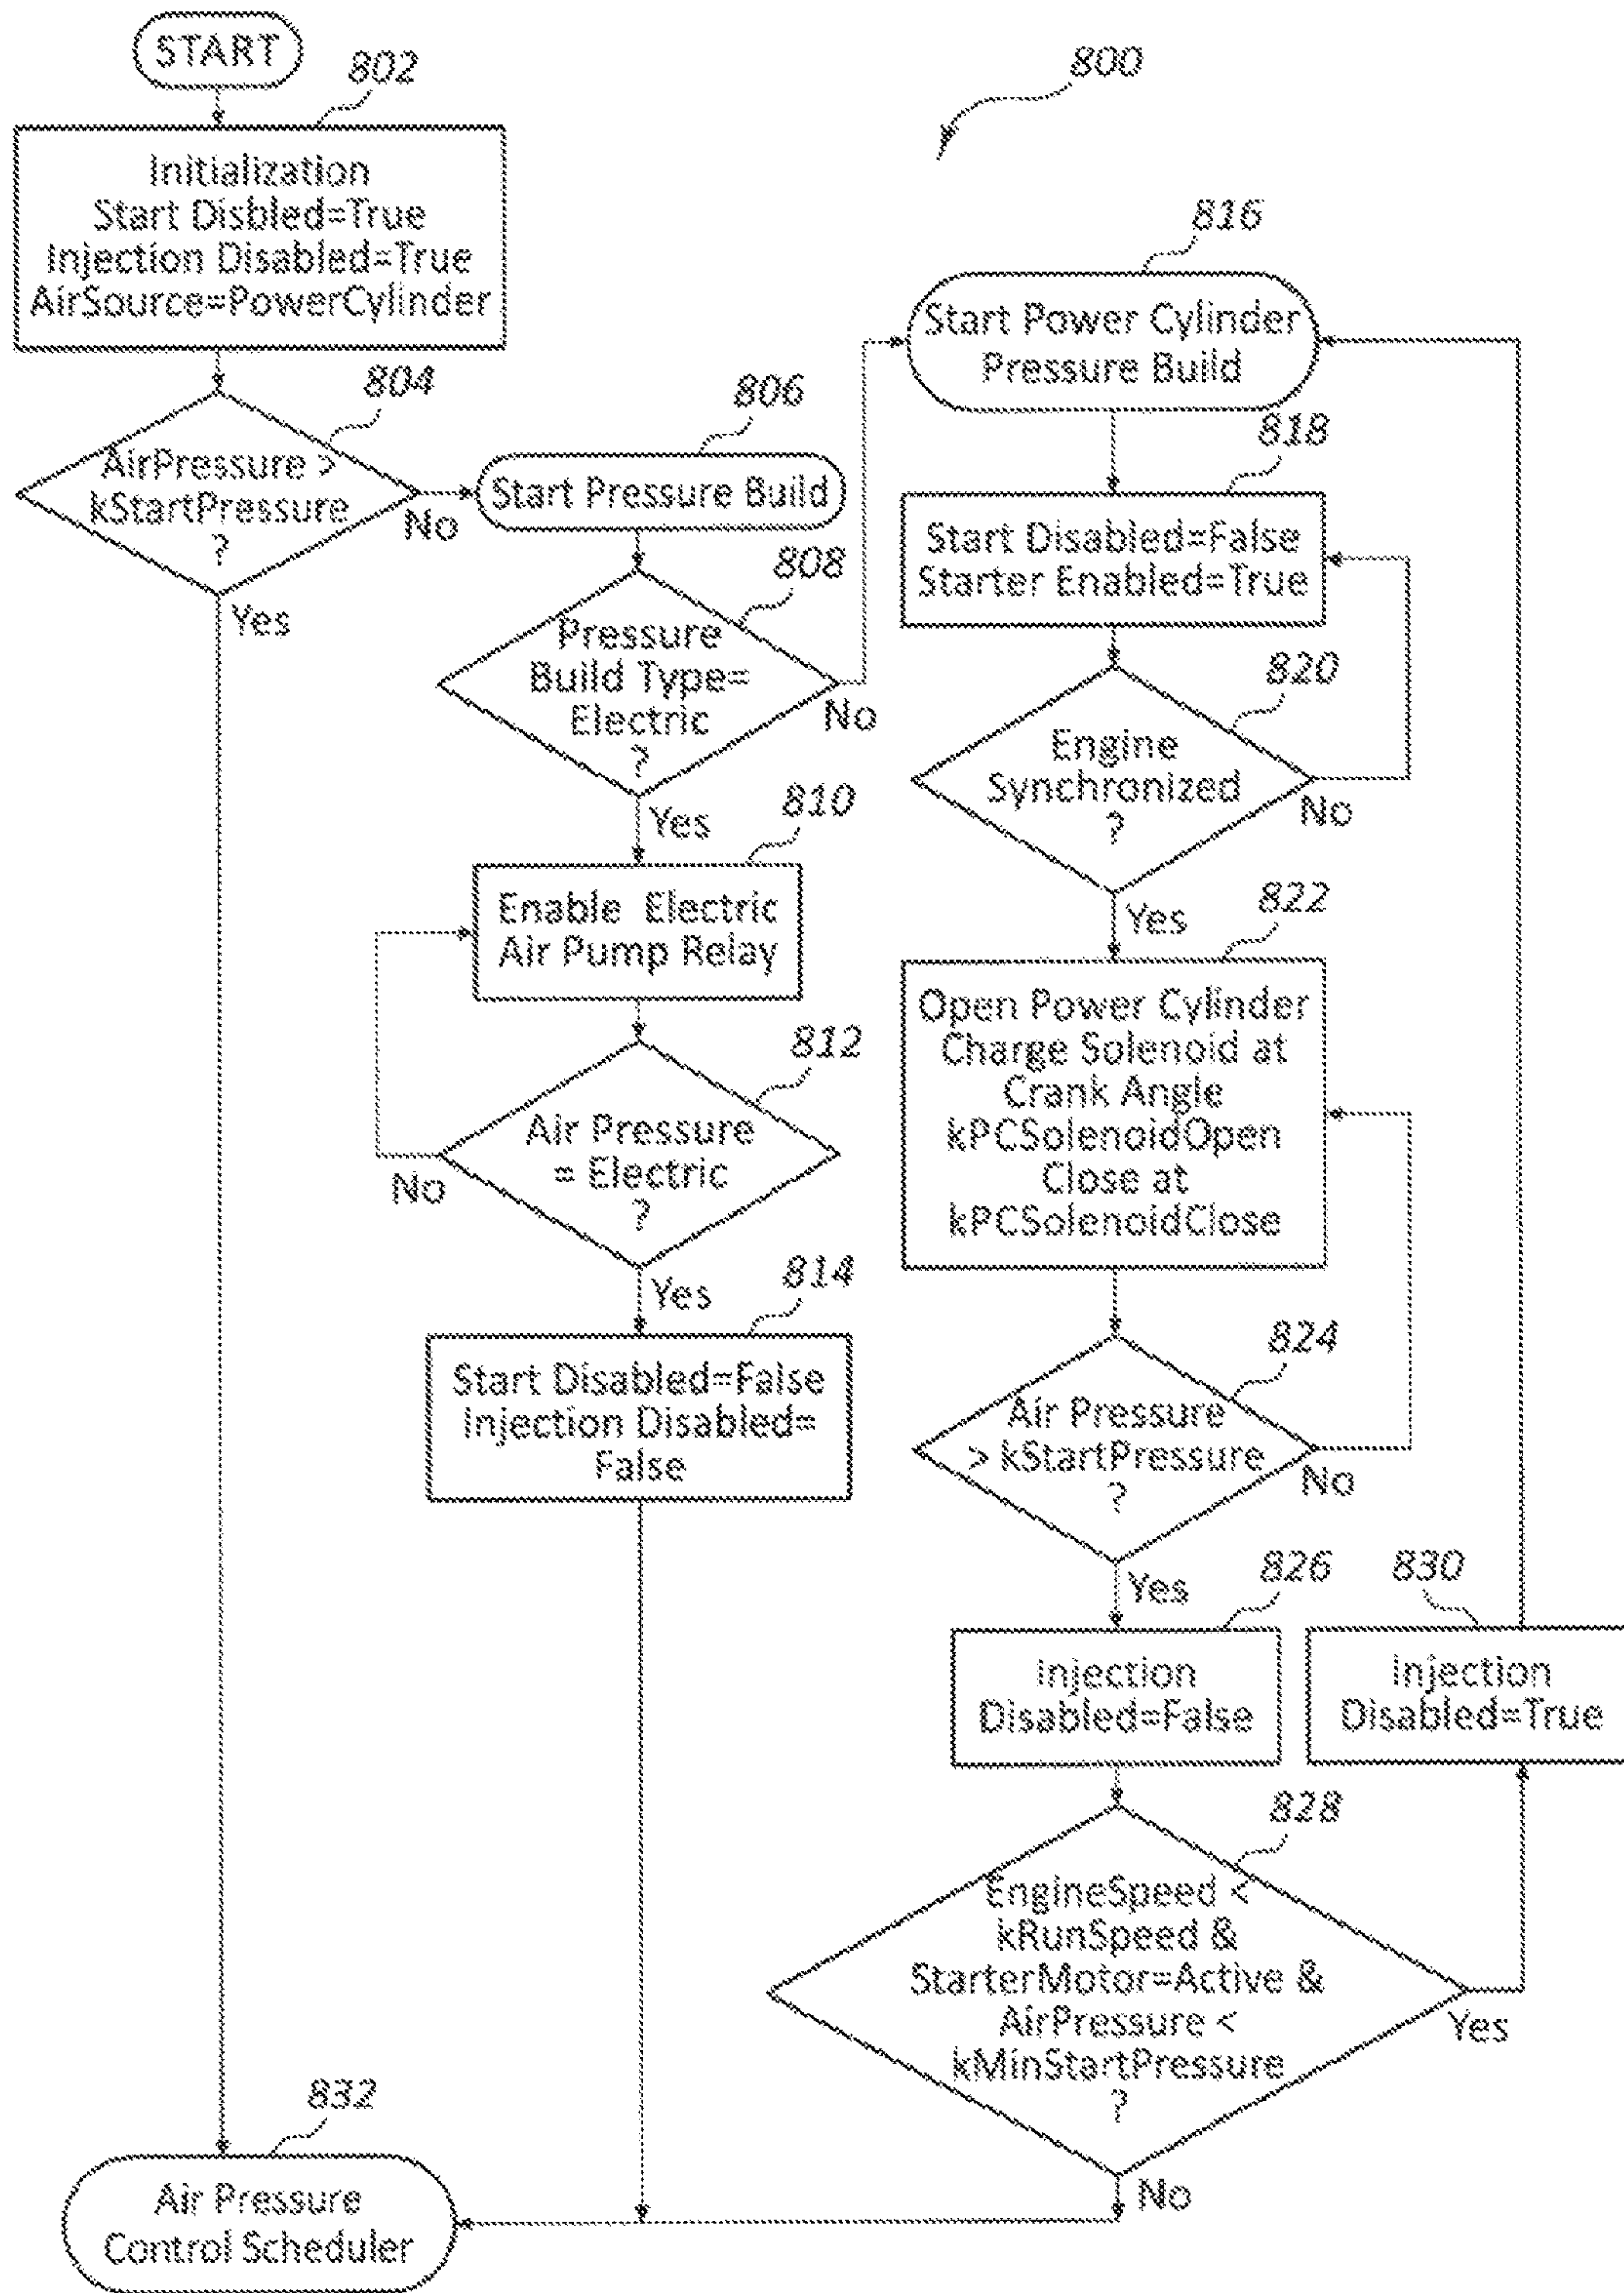 START
802
Initialization
Start Disbled=True
Injection Disabled=True
AirSource=PowerCylinder
804
AirPressure >
kStartPressure
?
No
Yes
806
Start Pressure Build
808
Pressure
Build Type=
Electric
?
No
Yes
810
Enable Electric
Air Pump Relay
812
Air Pressure
= Electric
?
No
Yes
814
Start Disabled=False
Injection Disabled=
False
800
816
Start Power Cylinder
Pressure Build
818
Start Disabled=False
Starter Enabled=True
820
Engine
Synchronized
?
No
Yes
822
Open Power Cylinder
Charge Solenoid at
Crank Angle
kPCSolenoidOpen
Close at
kPCSolenoidClose
824
Air Pressure
> kStartPressure
?
No
Yes
826
Injection
Disabled=False
830
Injection
Disabled=True
828
EngineSpeed <
kRunSpeed &
StarterMotor=Active &
AirPressure <
kMinStartPressure
?
Yes
No
832
Air Pressure
Control Scheduler